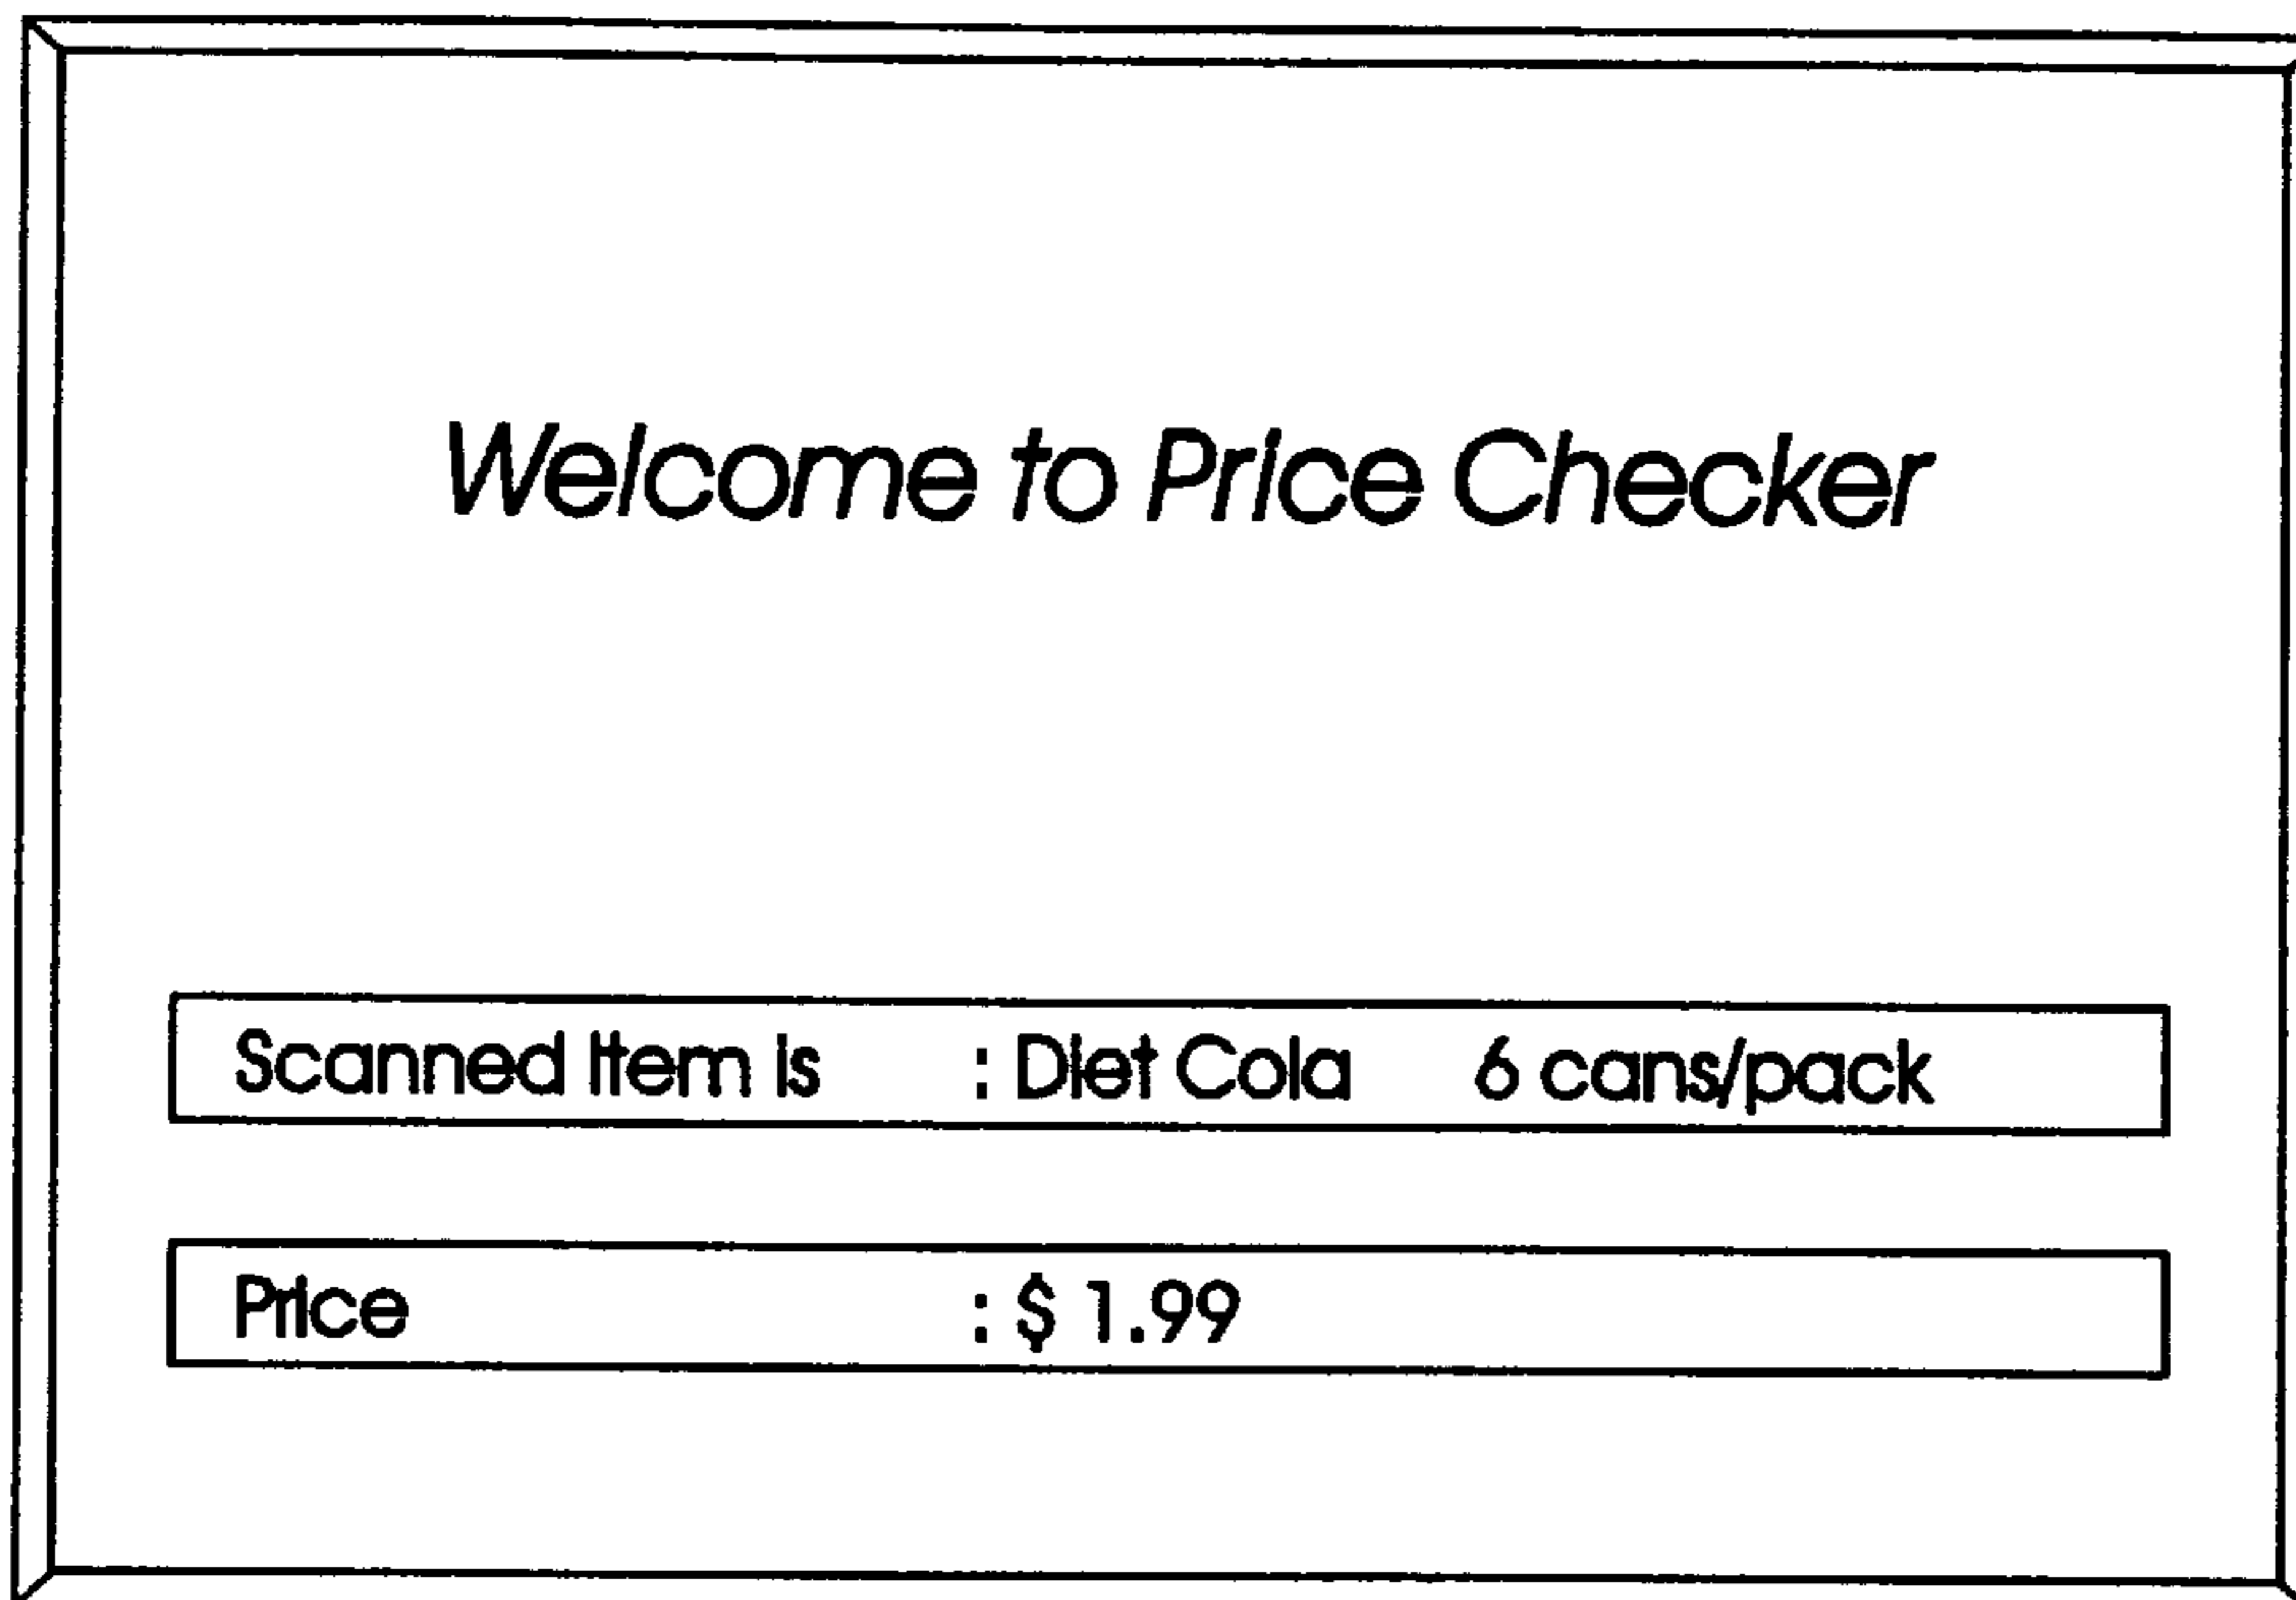 Welcome to Price Checker
Scanned Item is : Diet Cola 6 cans/pack
Price : $ 1.99